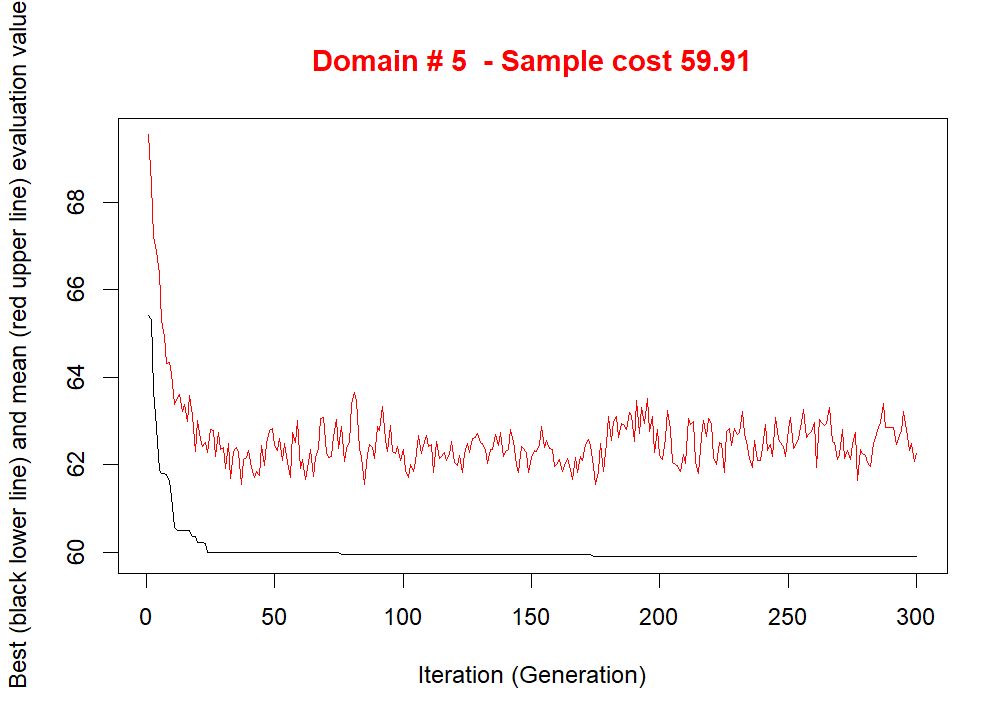 Domain # 5  - Sample cost 59.91
Best (black lower line) and mean (red upper line) evaluation value
68
66
64
62
60
0 50 100 150 200 250 300
Iteration (Generation)